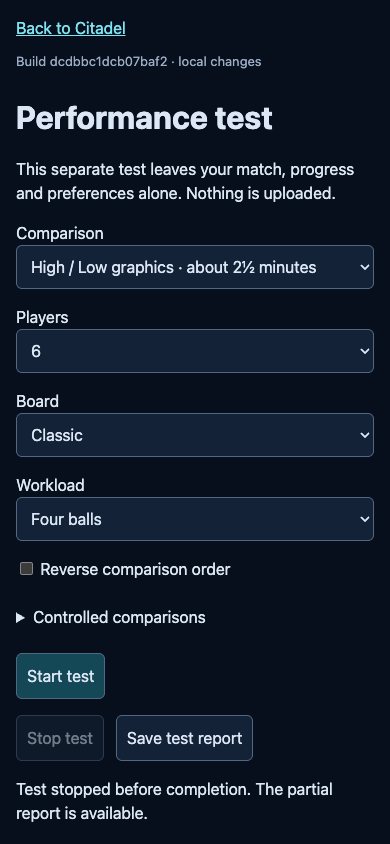 Back to Citadel
Build dcdbbc1dcb07baf2 · local changes
Performance test
This separate test leaves your match, progress
and preferences alone. Nothing is uploaded.
Comparison
High / Low graphics · about 2½ minutes
Players
6
Board
Classic
Workload
Four balls
Reverse comparison order
Controlled comparisons
Start test
Stop test
Save test report
Test stopped before completion. The partial
report is available.